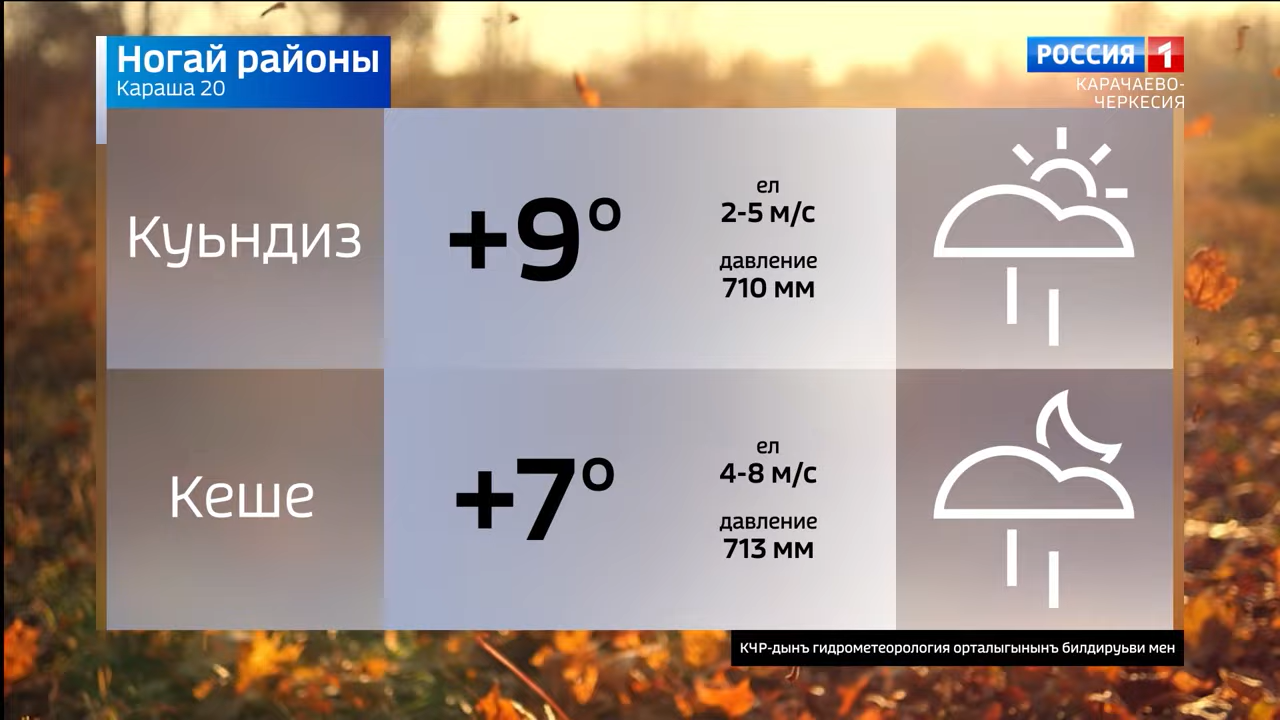 Ногай районы
Караша 20
РОССИЯ 1
КАРАЧАЕВО-
ЧЕРКЕСИЯ
Куьндиз
+9°
ел
2-5 м/с
давление
710 мм
Кеше
+7°
ел
4-8 м/с
давление
713 мм
КЧР-дынъ гидрометеорология орталыгынынъ билдируьви мен